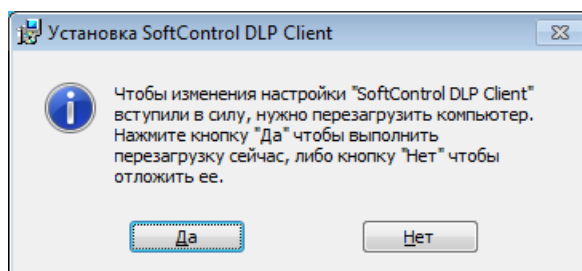 Установка SoftControl DLP Client
Чтобы изменения настройки "SoftControl DLP Client"
вступили в силу, нужно перезагрузить компьютер.
Нажмите кнопку "Да" чтобы выполнить
перезагрузку сейчас, либо кнопку "Нет" чтобы
отложить ее.
Да
Нет